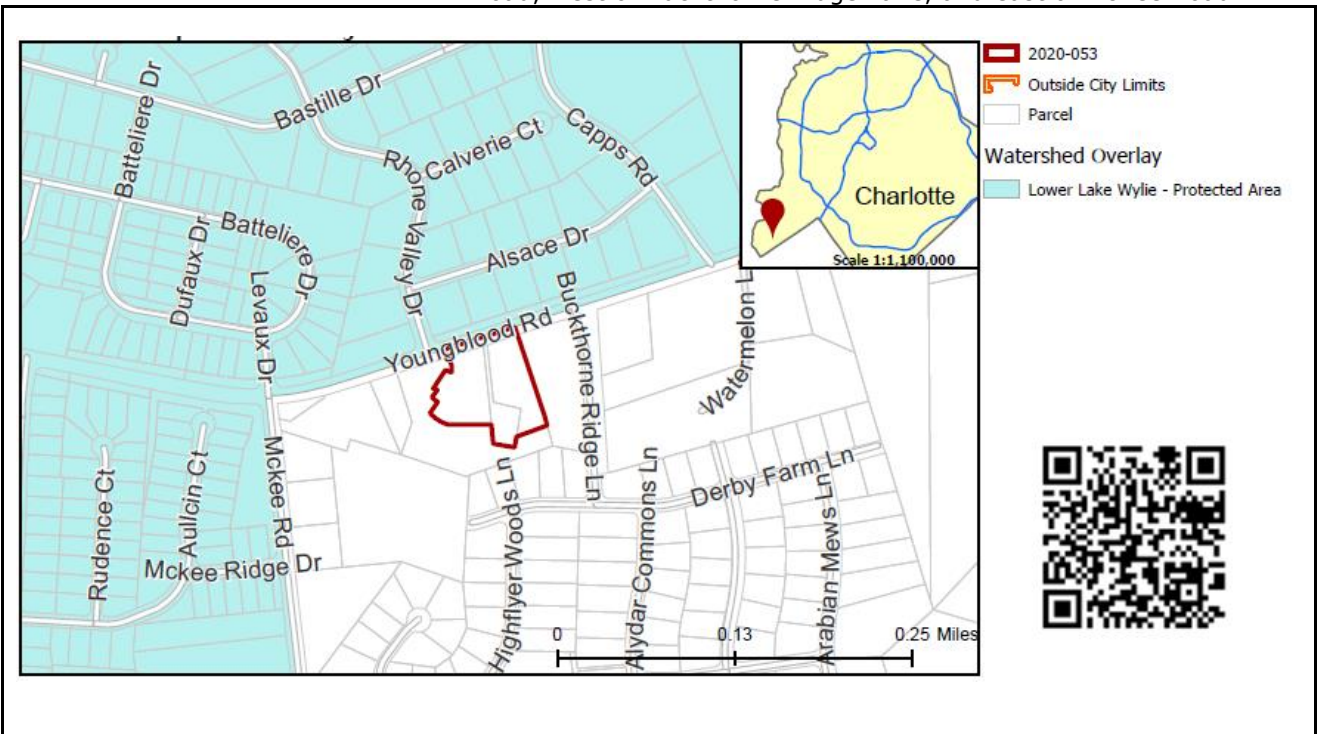 2020-053
Outside City Limits
Parcel
Watershed Overlay
Lower Lake Wylie - Protected Area
Charlotte
Scale 1:1,100,000
Batteliere Dr
Bastille Dr
Rhone Valley Dr
Calverie Ct
Capps Rd
Batteliere Dr
Dufaux Dr
Levaux Dr
Alsace Dr
Youngblood Rd
Buckthorne Ridge Ln
Watermelon L
Mckee Rd
Rudence Ct
Aull/cin Ct
Mckee Ridge Dr
Highflyer Woods Ln
Alydar Commons Ln
Derby Farm Ln
Arabian Mews Ln
0
0.13
0.25 Miles